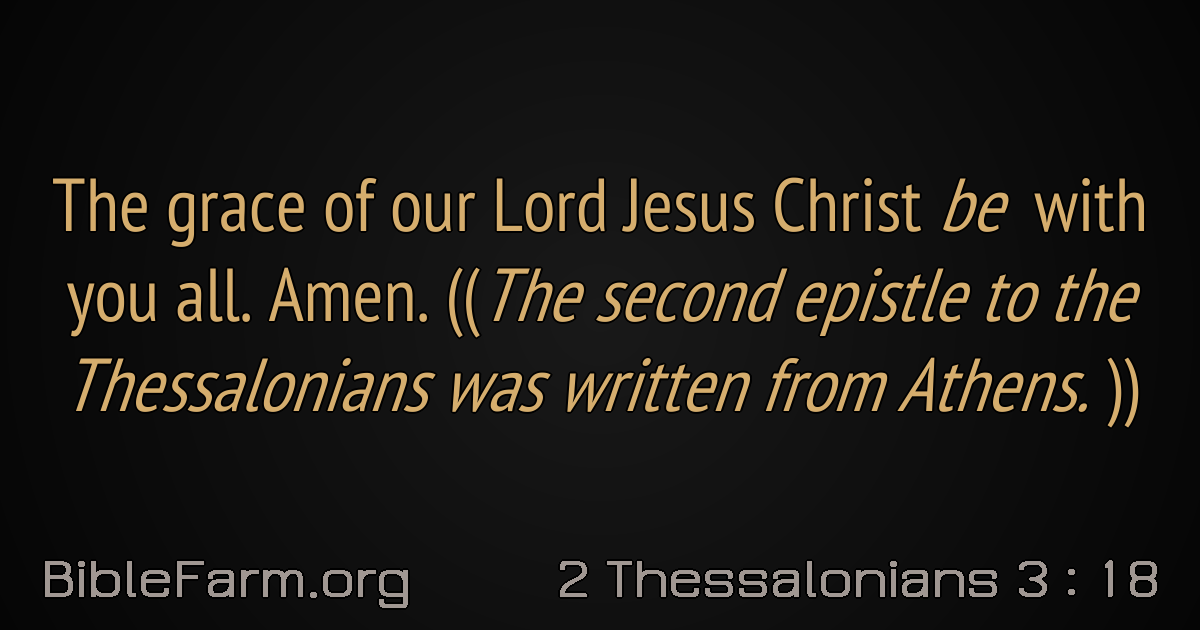 The grace of our Lord Jesus Christ be with
you all. Amen. ((The second epistle to the
Thessalonians was written from Athens. ))
BibleFarm.org
2 Thessalonians 3 : 18